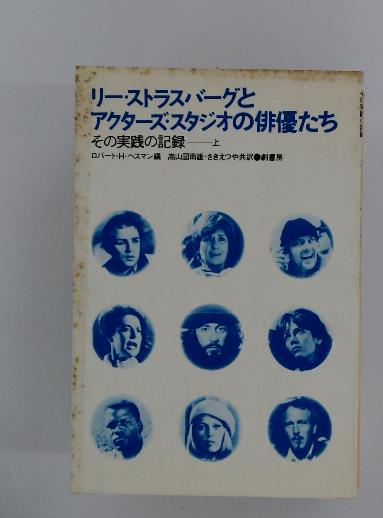 リー・ストラスバーグと
アクターズ・スタジオの俳優たち
その実践の記録——上
ロバート・H・ヘスマン編 高山図南雄・さきえつや共訳●劇書房